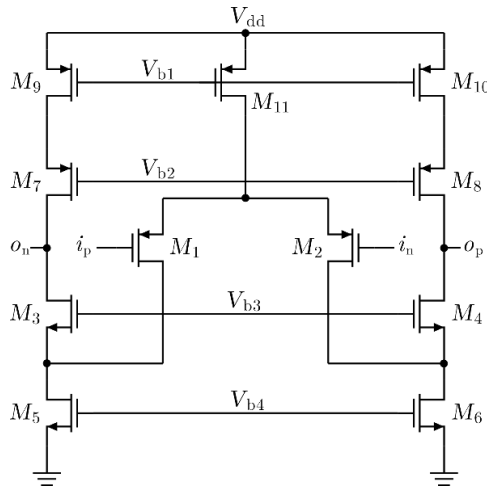 V_dd
M_9 V_b1 M_10
M_11
M_7 V_b2 M_8
o_n i_p M_1 M_2 i_n o_p
M_3 V_b3 M_4
M_5 V_b4 M_6